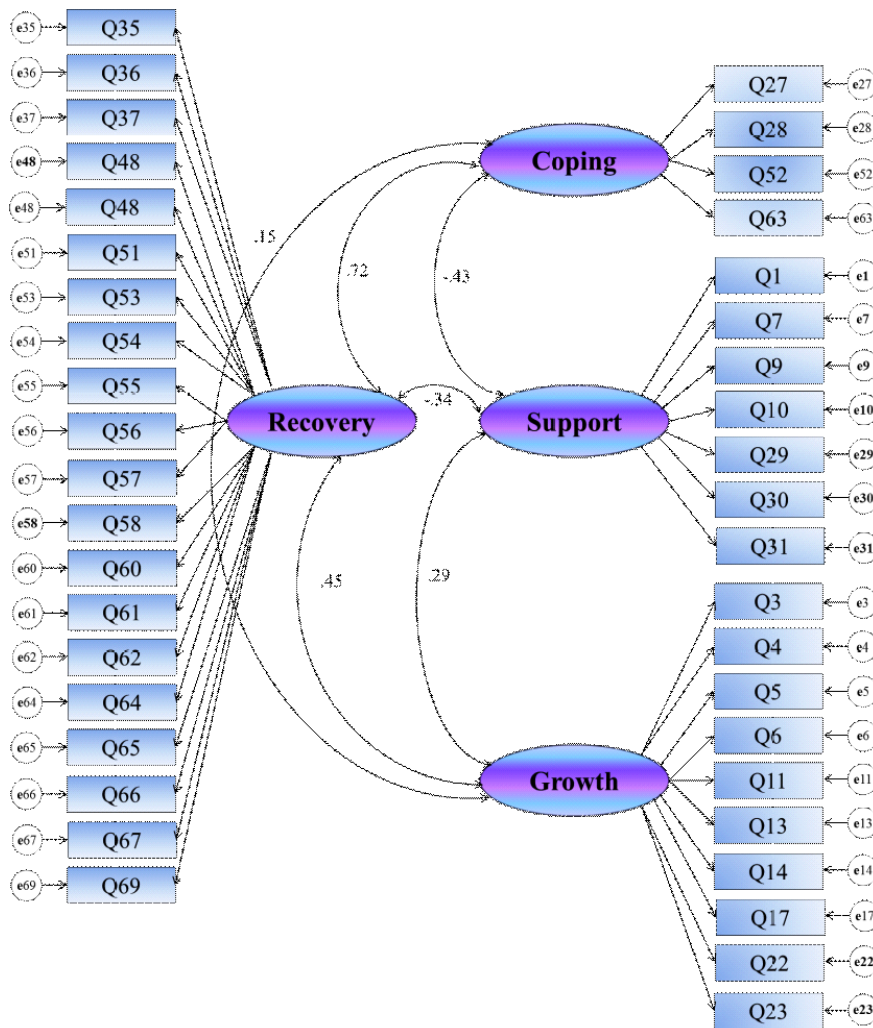 e35 Q35
e36 Q36
e37 Q37
e48 Q48
e48 Q48
e51 Q51
e53 Q53
e54 Q54
e55 Q55
e56 Q56
e57 Q57
e58 Q58
e60 Q60
e61 Q61
e62 Q62
e64 Q64
e65 Q65
e66 Q66
e67 Q67
e69 Q69
Recovery
.15
.72
-.43
-.34
.45
.29
Coping
Q27 e27
Q28 e28
Q52 e52
Q63 e63
Support
Q1 e1
Q7 e7
Q9 e9
Q10 e10
Q29 e29
Q30 e30
Q31 e31
Growth
Q3 e3
Q4 e4
Q5 e5
Q6 e6
Q11 e11
Q13 e13
Q14 e14
Q17 e17
Q22 e22
Q23 e23